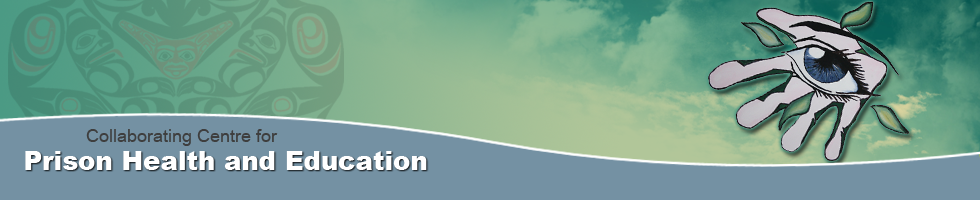 Collaborating Centre for
Prison Health and Education